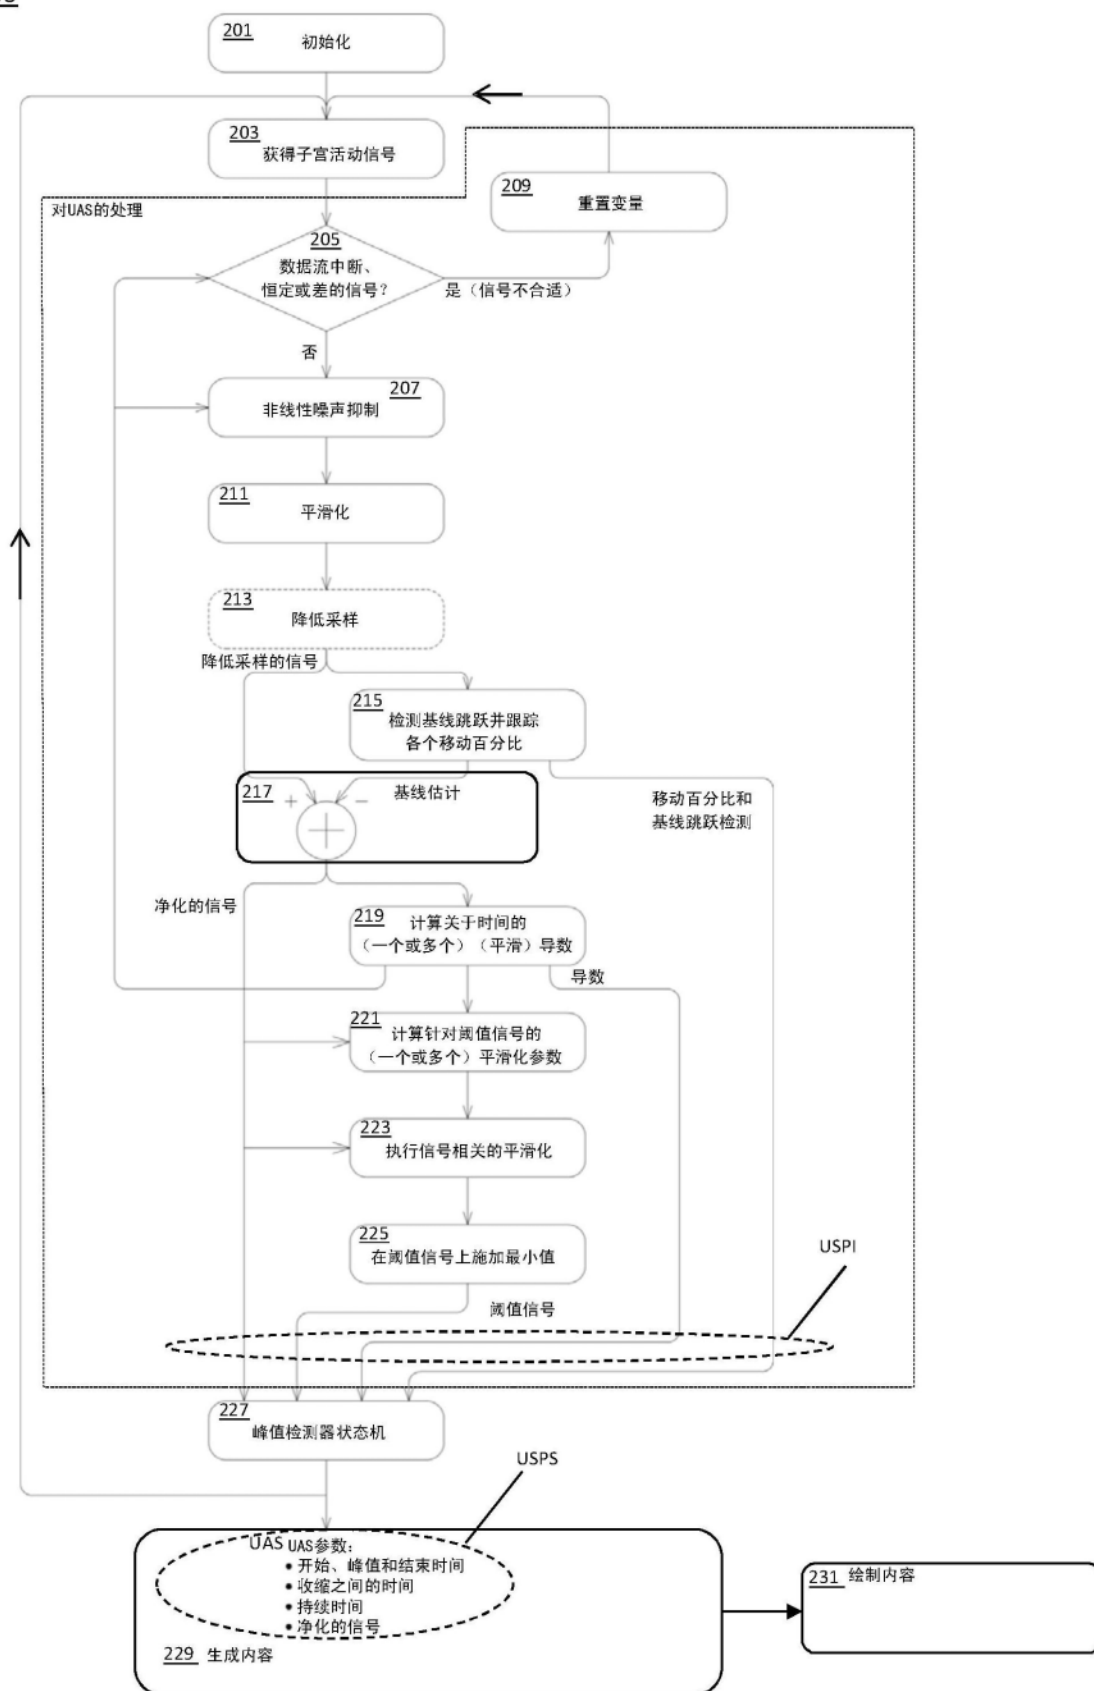 201
初始化
203
获得子宫活动信号
209
重置变量
对UAS的处理
205
数据流中断、
恒定或差的信号？
是（信号不合适）
否
207
非线性噪声抑制
211
平滑化
213
降低采样
降低采样的信号
215
检测基线跳跃并跟踪
各个移动百分比
217
+
−
基线估计
移动百分比和
基线跳跃检测
净化的信号
219
计算关于时间的
（一个或多个）（平滑）导数
导数
221
计算针对阈值信号的
（一个或多个）平滑化参数
223
执行信号相关的平滑化
225
在阈值信号上施加最小值
USPI
阈值信号
227
峰值检测器状态机
USPS
UAS UAS参数：
• 开始、峰值和结束时间
• 收缩之间的时间
• 持续时间
• 净化的信号
229 生成内容
231 绘制内容